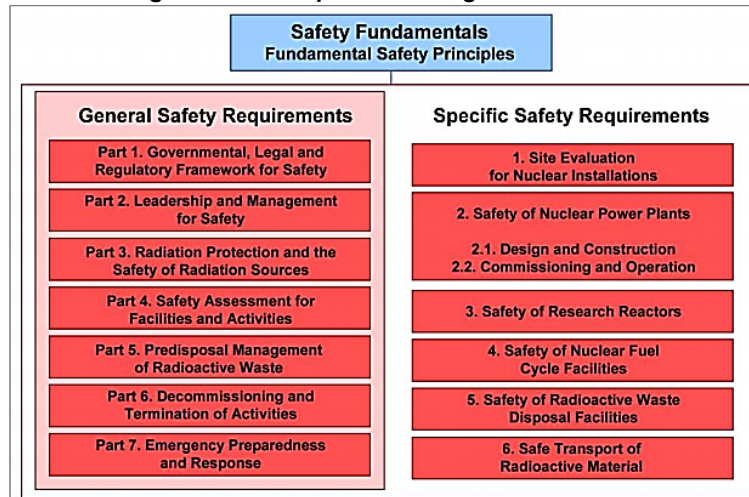 Safety Fundamentals
Fundamental Safety Principles
General Safety Requirements
Part 1. Governmental, Legal and
Regulatory Framework for Safety
Part 2. Leadership and Management
for Safety
Part 3. Radiation Protection and the
Safety of Radiation Sources
Part 4. Safety Assessment for
Facilities and Activities
Part 5. Predisposal Management
of Radioactive Waste
Part 6. Decommissioning and
Termination of Activities
Part 7. Emergency Preparedness
and Response
Specific Safety Requirements
1. Site Evaluation
for Nuclear Installations
2. Safety of Nuclear Power Plants
2.1. Design and Construction
2.2. Commissioning and Operation
3. Safety of Research Reactors
4. Safety of Nuclear Fuel
Cycle Facilities
5. Safety of Radioactive Waste
Disposal Facilities
6. Safe Transport of
Radioactive Material